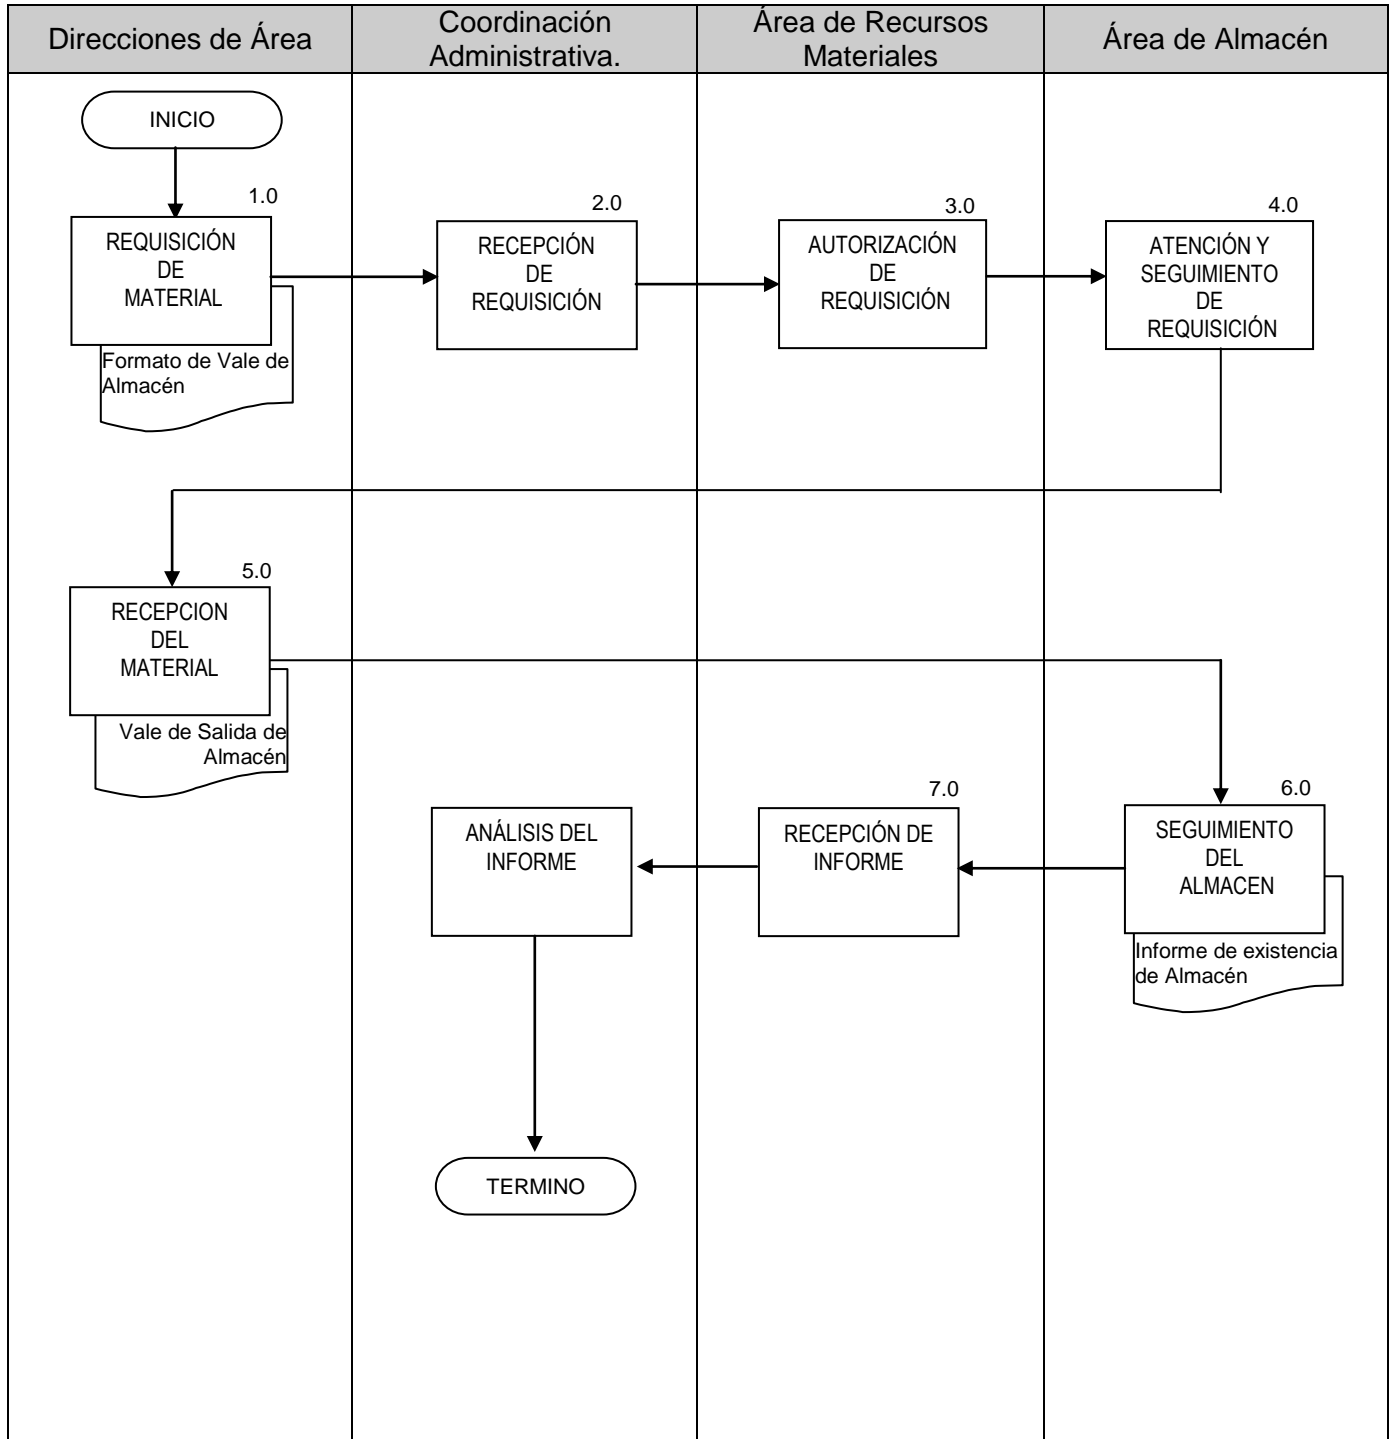 Direcciones de Área
Coordinación
Administrativa.
Área de Recursos
Materiales
Área de Almacén
INICIO
1.0
REQUISICIÓN
DE
MATERIAL
Formato de Vale de
Almacén
2.0
RECEPCIÓN
DE
REQUISICIÓN
3.0
AUTORIZACIÓN
DE
REQUISICIÓN
4.0
ATENCIÓN Y
SEGUIMIENTO
DE
REQUISICIÓN
5.0
RECEPCION
DEL
MATERIAL
Vale de Salida de
Almacén
6.0
SEGUIMIENTO
DEL
ALMACEN
Informe de existencia
de Almacén
7.0
RECEPCIÓN DE
INFORME
ANÁLISIS DEL
INFORME
TERMINO